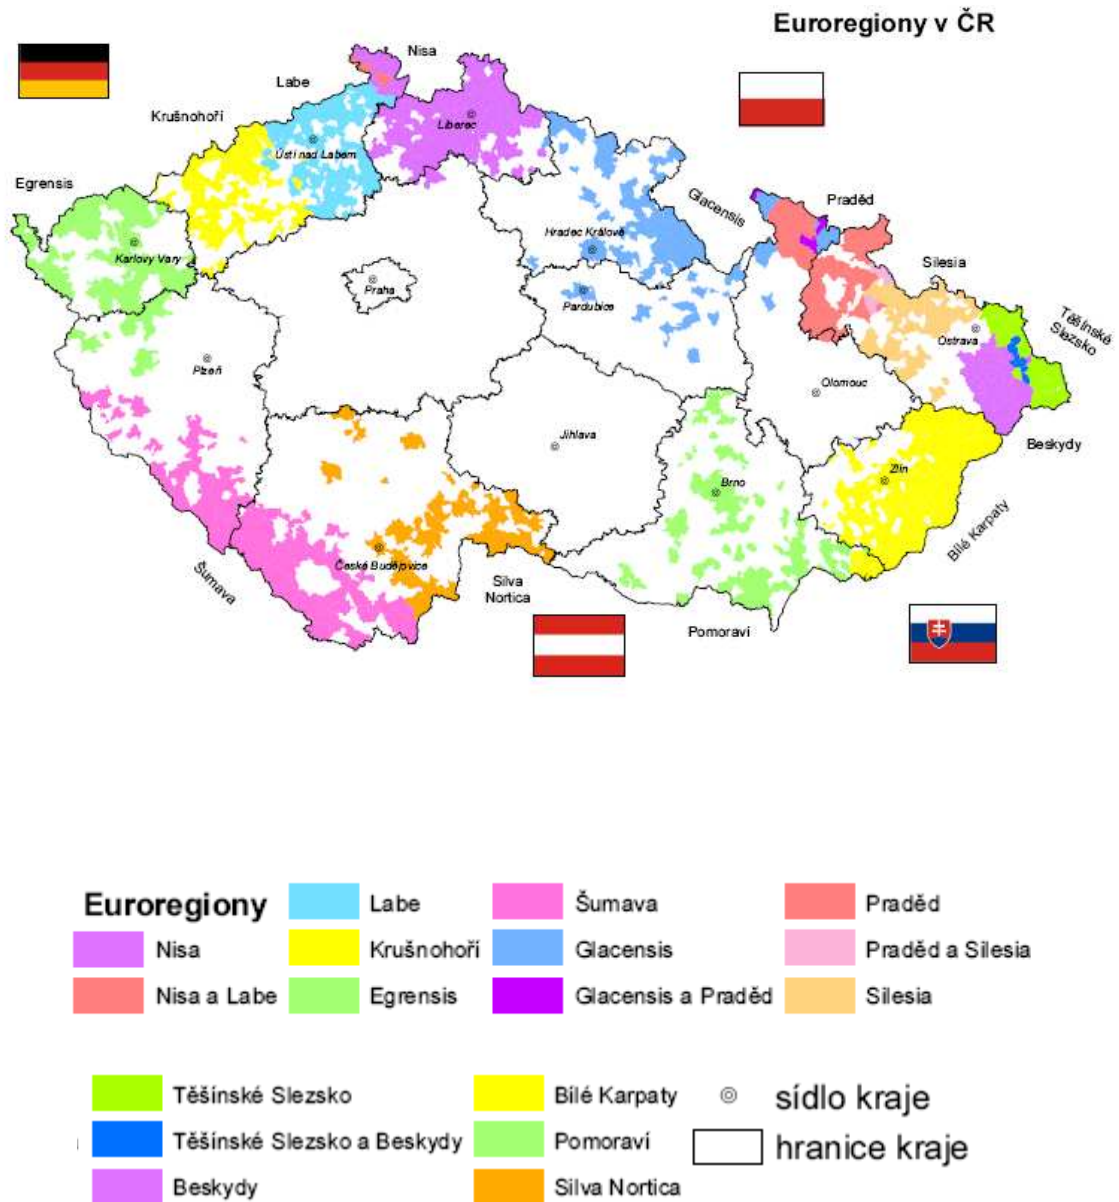 Euroregiony v ČR
Nisa
Labe
Krušnohoří
Liberec
Ústí nad Labem
Egrensis
Glacensis
Praděd
Hradec Králové
Karlovy Vary
Silesia
Praha
Pardubice
Těšínské
Slezsko
Ostrava
Plzeň
Olomouc
Jihlava
Beskydy
Zlín
Brno
Bílé Karpaty
České Budějovice
Šumava
Silva
Nortica
Pomoraví
Euroregiony
Labe
Šumava
Praděd
Nisa
Krušnohoří
Glacensis
Praděd a Silesia
Nisa a Labe
Egrensis
Glacensis a Praděd
Silesia
Těšínské Slezsko
Bílé Karpaty
sídlo kraje
Těšínské Slezsko a Beskydy
Pomoraví
hranice kraje
Beskydy
Silva Nortica